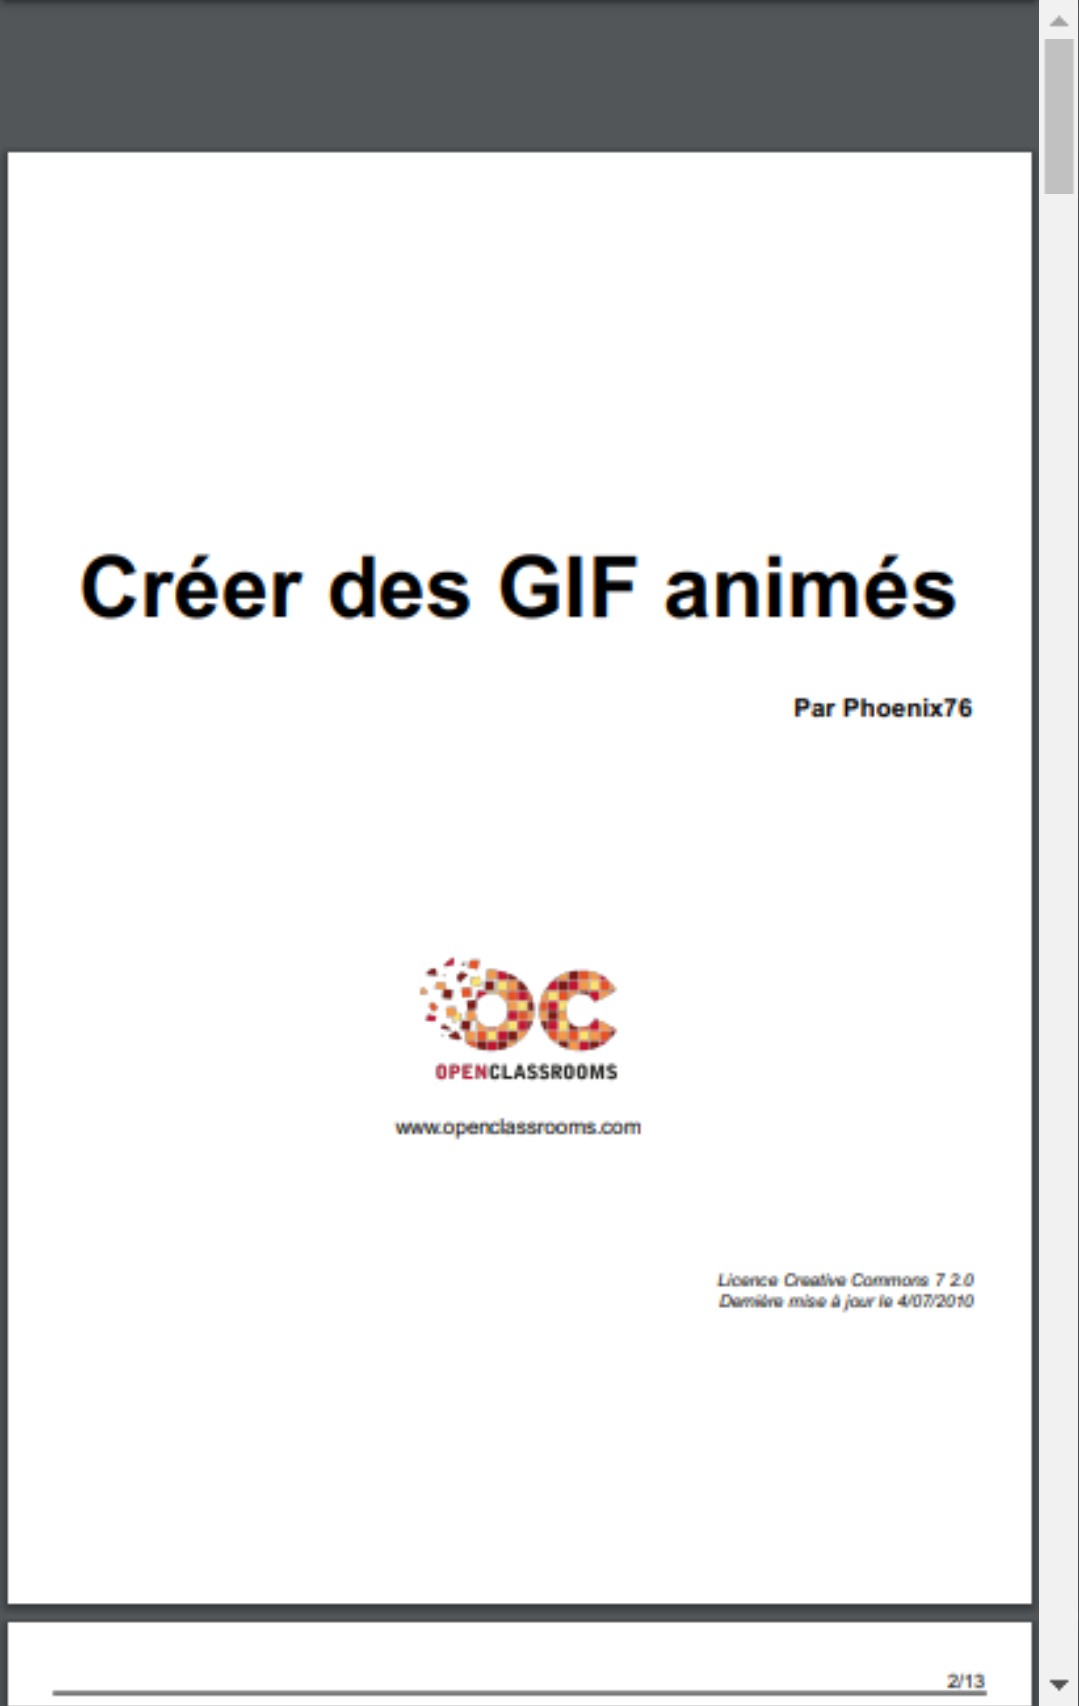 Créer des GIF animés
Par Phoenix76
OPENCLASSROOMS
www.openclassrooms.com
Licence Creative Commons 7 2.0
Dernière mise à jour le 4/07/2010
2/13